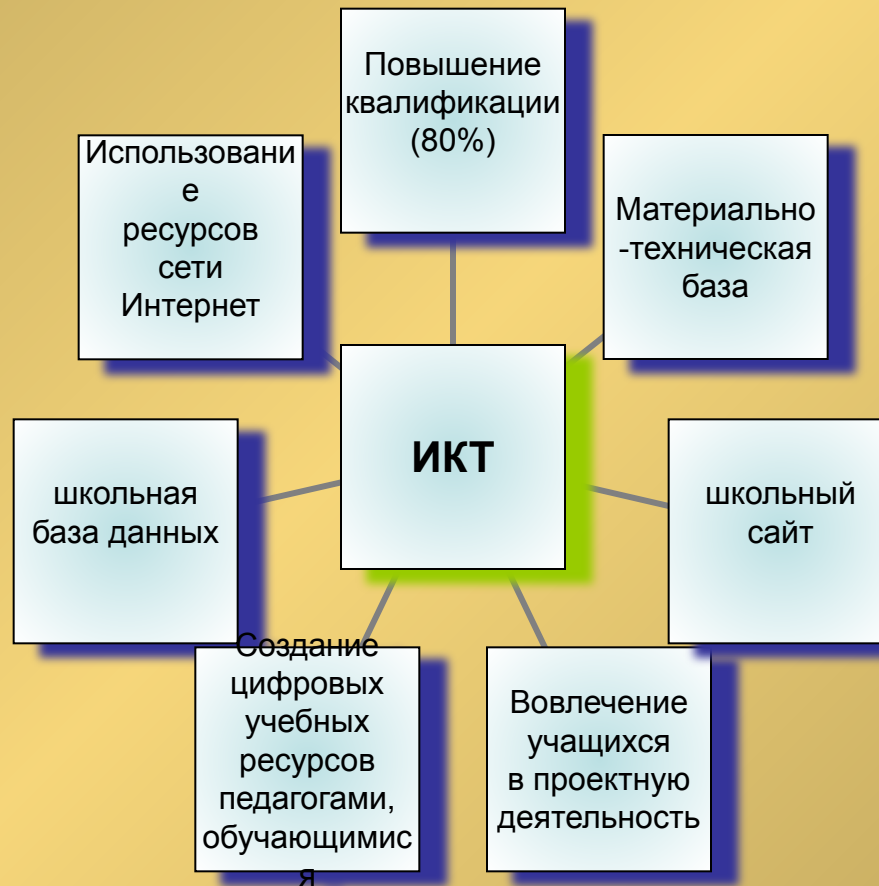 Повышение
квалификации
(80%)
Использовани
е
ресурсов
сети
Интернет
Материально
-техническая
база
ИКТ
школьная
база данных
школьный
сайт
Создание
цифровых
учебных
ресурсов
педагогами,
обучающимис
я
Вовлечение
учащихся
в проектную
деятельность